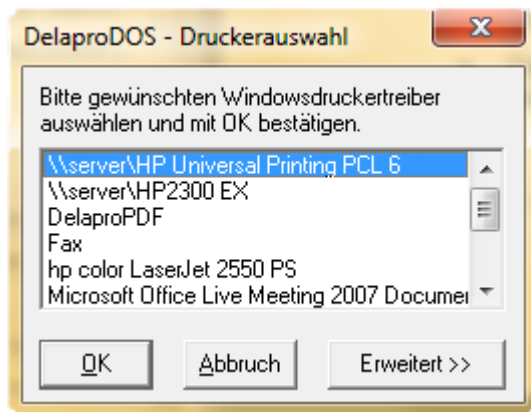 DelaproDOS - Druckerauswahl
Bitte gewünschten Windowsdruckertreiber
auswählen und mit OK bestätigen.
\\server\HP Universal Printing PCL 6
\\server\HP2300 EX
DelaproPDF
Fax
hp color LaserJet 2550 PS
Microsoft Office Live Meeting 2007 Documen
OK
Abbruch
Erweitert >>